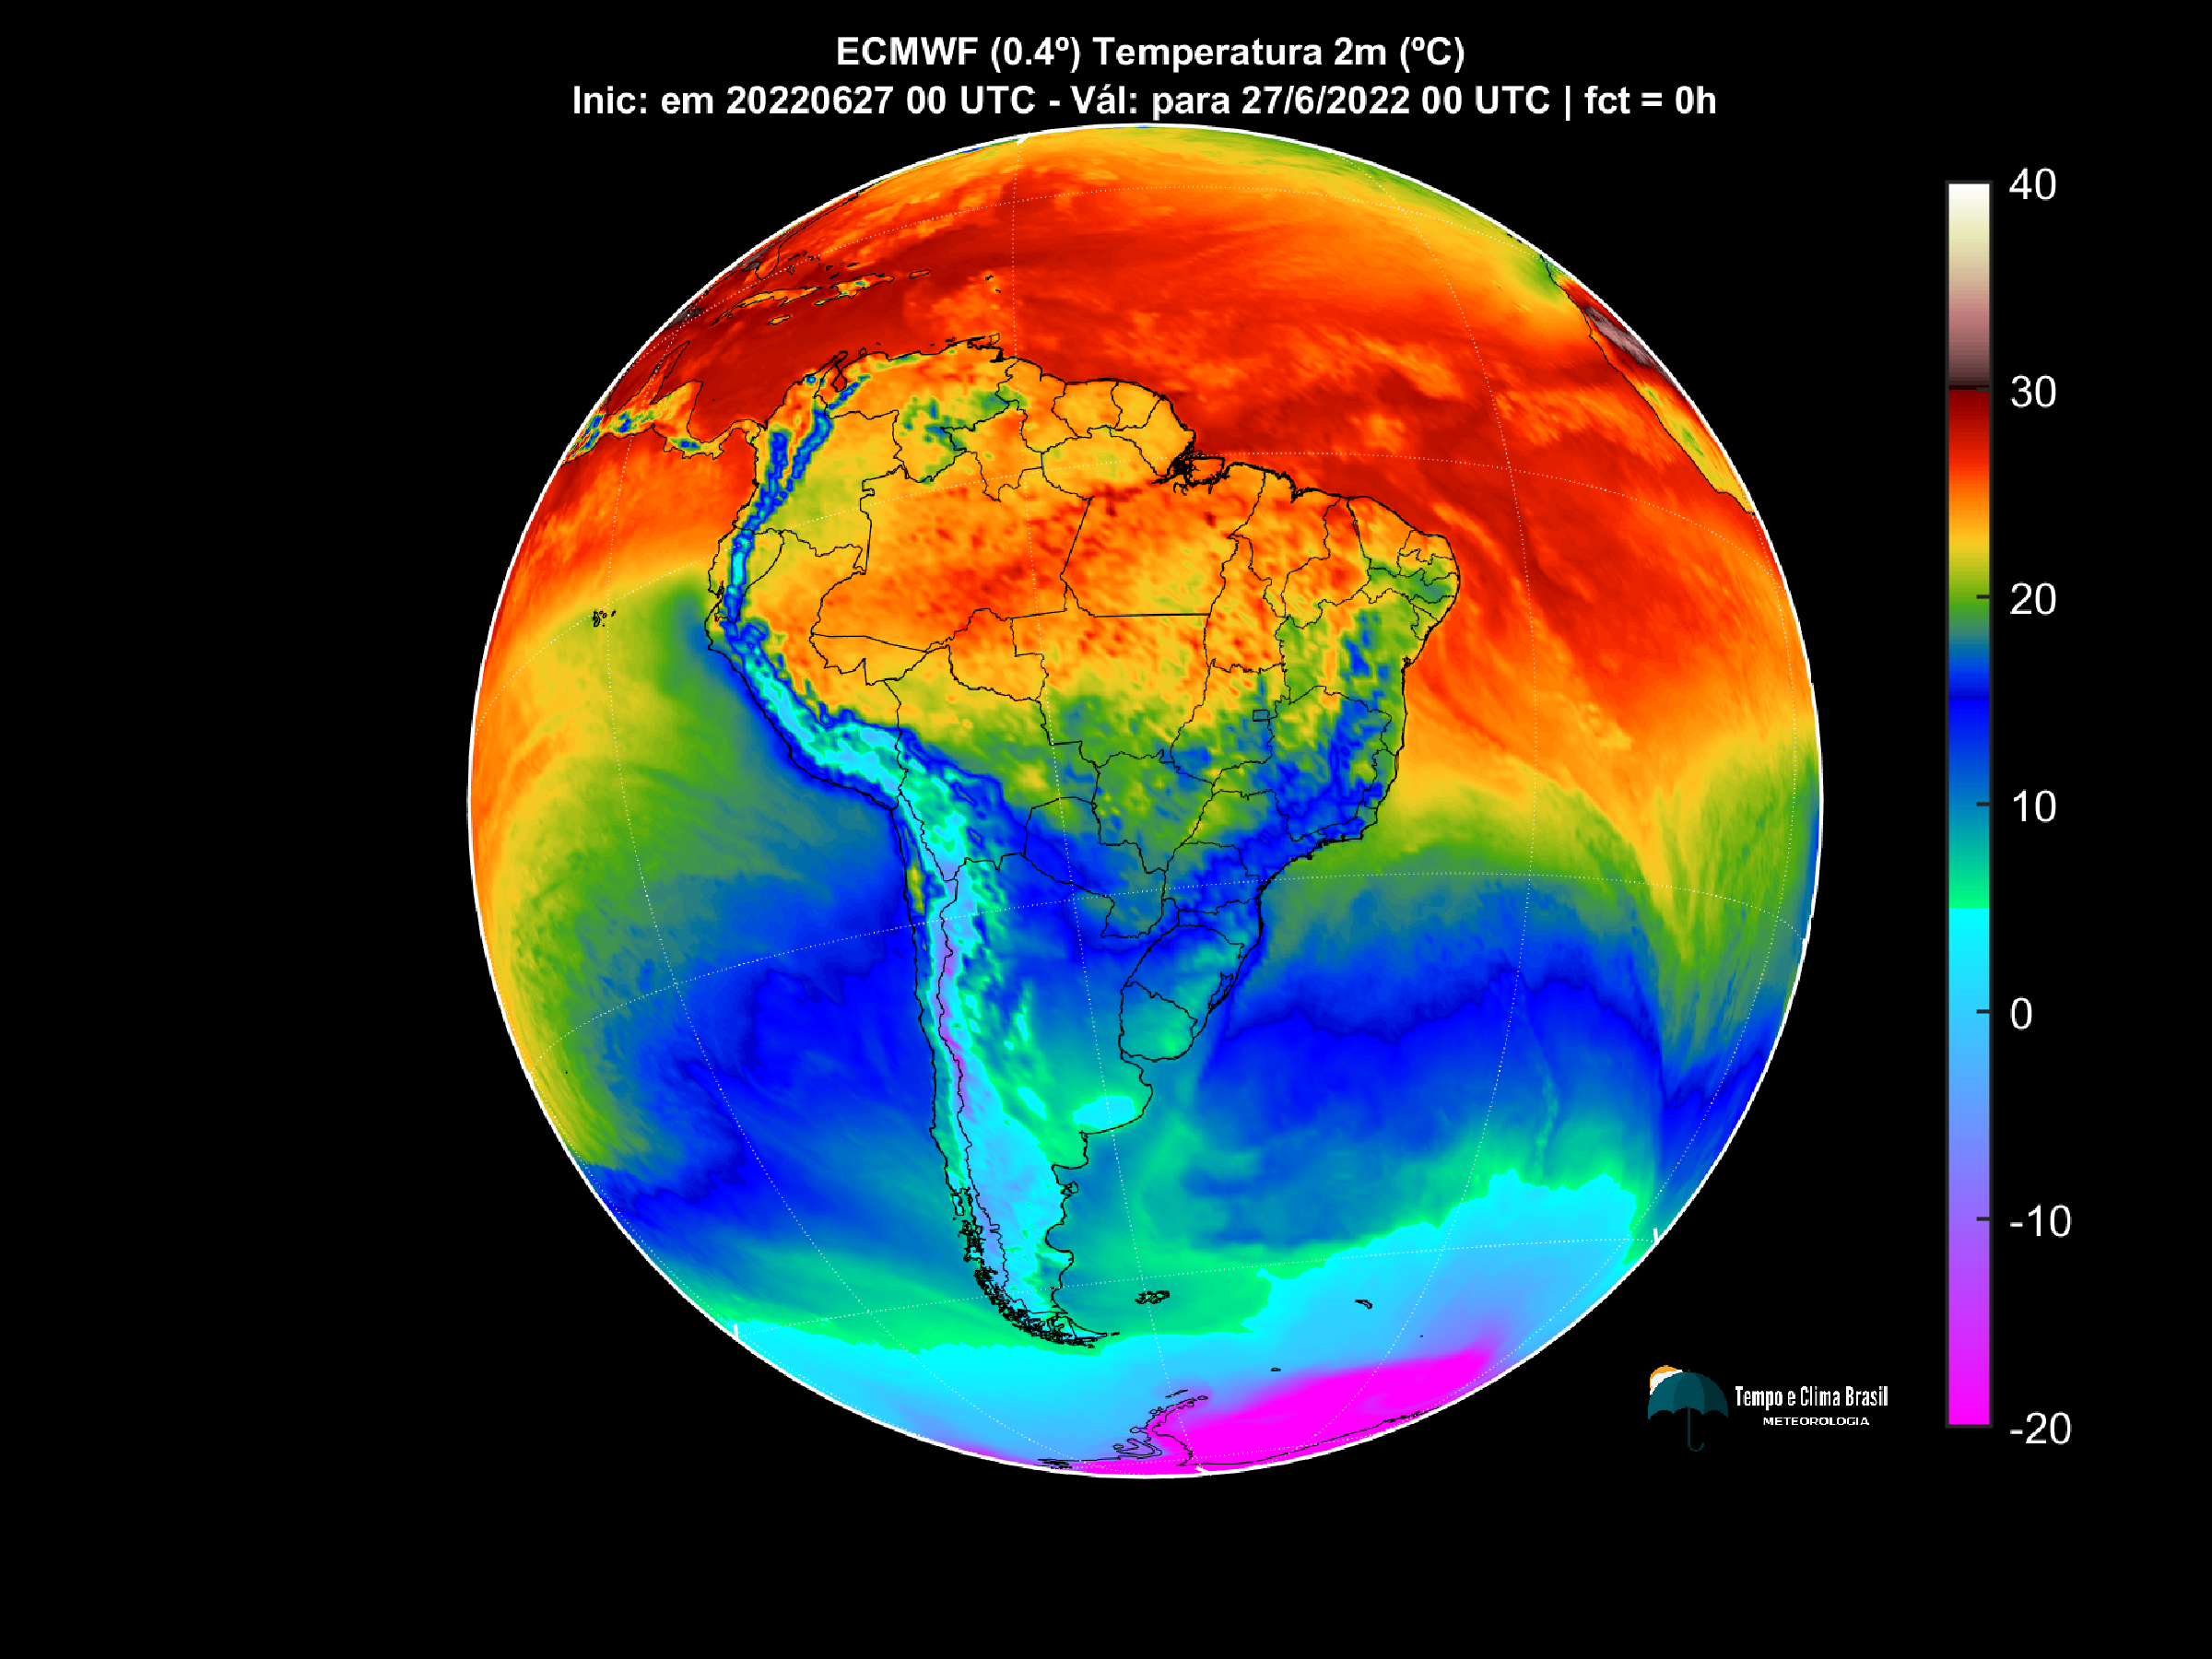 ECMWF (0.4º) Temperatura 2m (ºC)
Inic: em 20220627 00 UTC - Vál: para 27/6/2022 00 UTC | fct = 0h
40
30
20
10
0
-10
-20
Tempo e Clima Brasil
METEOROLOGIA